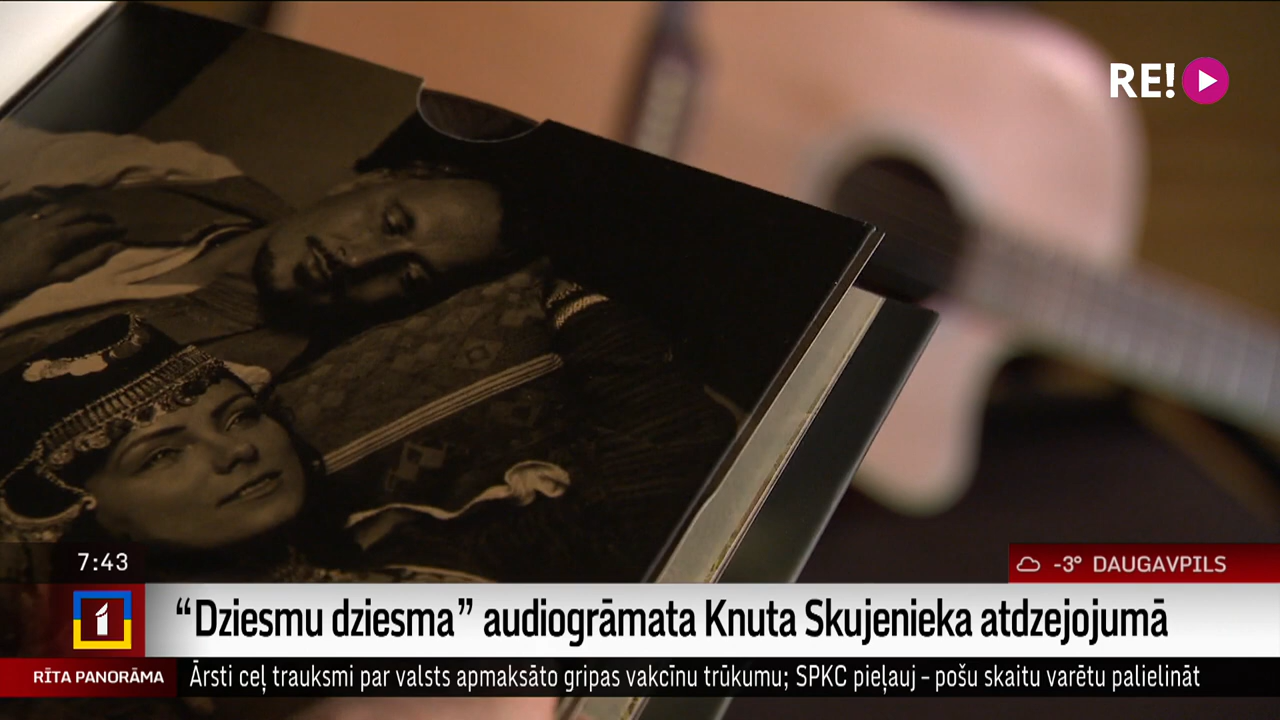 RE!
7:43
-3° DAUGAVPILS
1
“Dziesmu dziesma” audiogrāmata Knuta Skujenieka atdzejojumā
RĪTA PANORĀMA
Ārsti ceļ trauksmi par valsts apmaksāto gripas vakcīnu trūkumu; SPKC pieļauj - pošu skaitu varētu palielināt